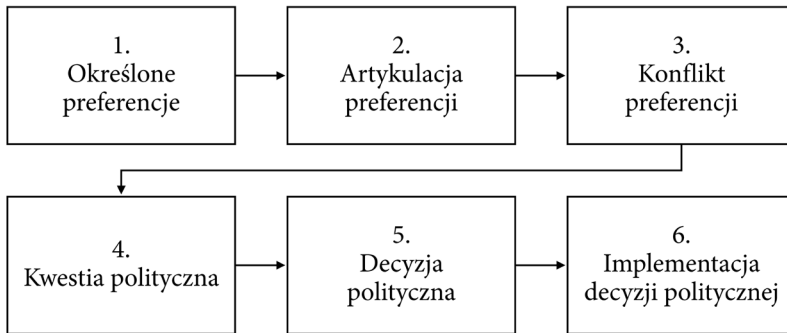 1.
Określone
preferencje
2.
Artykulacja
preferencji
3.
Konflikt
preferencji
4.
Kwestia polityczna
5.
Decyzja
polityczna
6.
Implementacja
decyzji politycznej